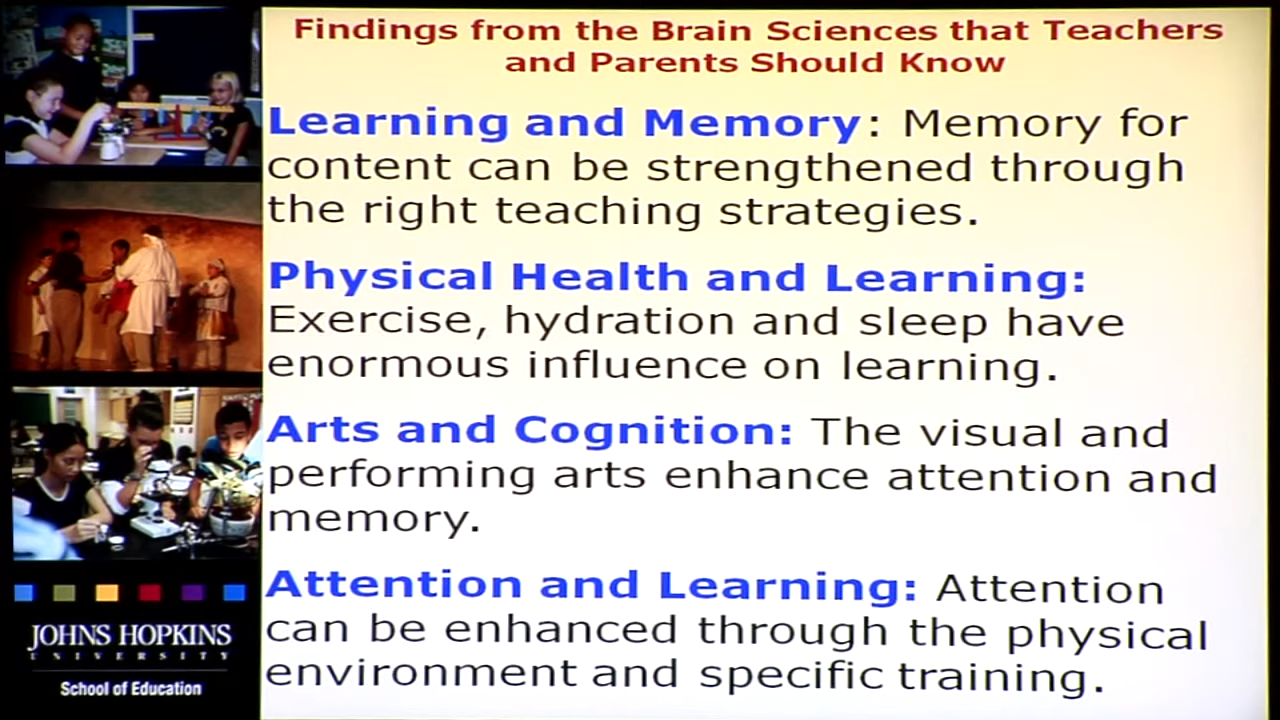 Findings from the Brain Sciences that Teachers
and Parents Should Know
Learning and Memory: Memory for
content can be strengthened through
the right teaching strategies.
Physical Health and Learning:
Exercise, hydration and sleep have
enormous influence on learning.
Arts and Cognition: The visual and
performing arts enhance attention and
memory.
Attention and Learning: Attention
can be enhanced through the physical
environment and specific training.
JOHNS HOPKINS
UNIVERSITY
School of Education